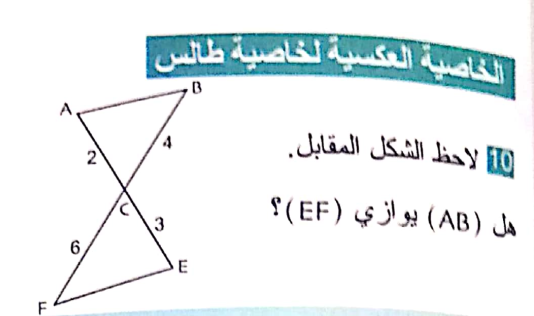 الخاصية العكسية لخاصية طالس
10 لاحظ الشكل المقابل.
هل (AB) يوازي (EF)؟
B
A
4
2
C
3
6
E
F